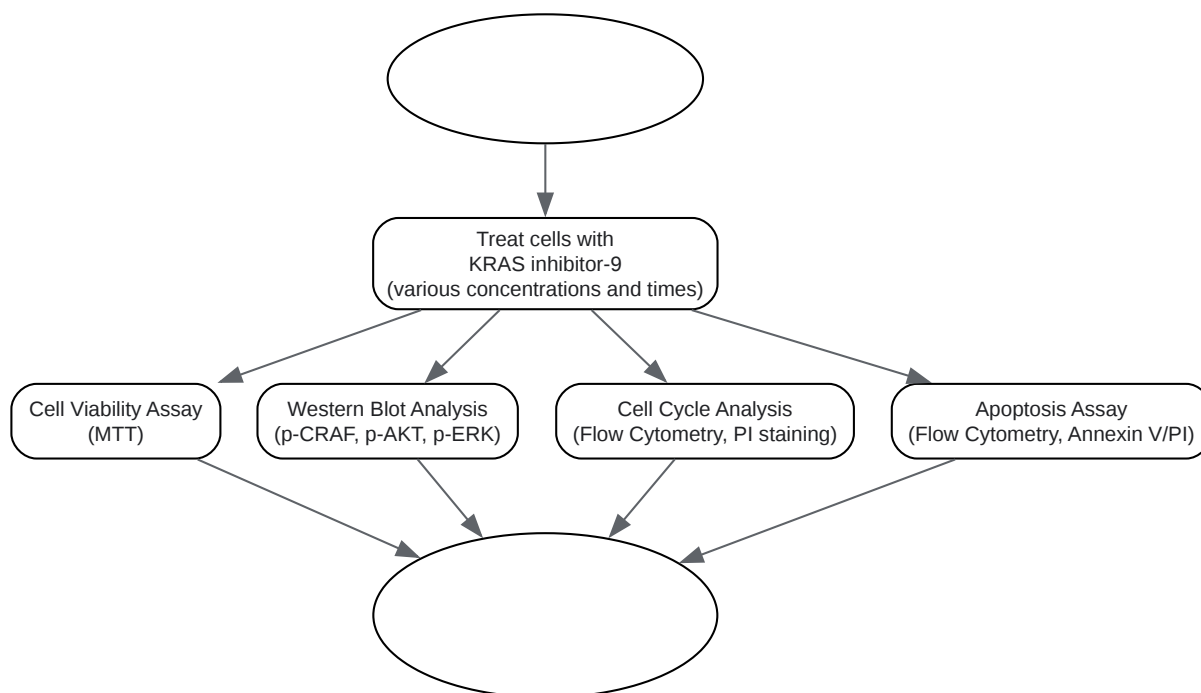 Treat cells with
KRAS inhibitor-9
(various concentrations and times)
Cell Viability Assay
(MTT)
Western Blot Analysis
(p-CRAF, p-AKT, p-ERK)
Cell Cycle Analysis
(Flow Cytometry, PI staining)
Apoptosis Assay
(Flow Cytometry, Annexin V/PI)